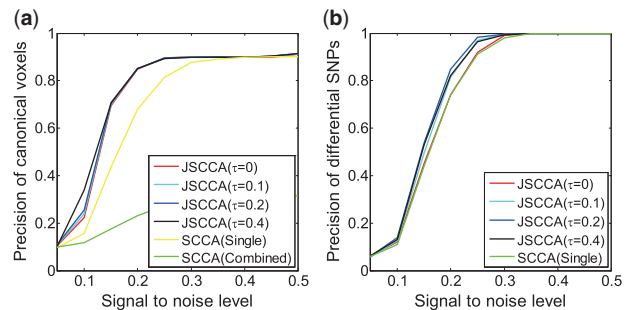 (a)
Precision of canonical voxels
1
0.8
0.6
0.4
0.2
0
0.1
0.2
0.3
0.4
0.5
Signal to noise level
JSCCA(τ=0)
JSCCA(τ=0.1)
JSCCA(τ=0.2)
JSCCA(τ=0.4)
SCCA(Single)
SCCA(Combined)
(b)
Precision of differential SNPs
1
0.8
0.6
0.4
0.2
0
0.1
0.2
0.3
0.4
0.5
Signal to noise level
JSCCA(τ=0)
JSCCA(τ=0.1)
JSCCA(τ=0.2)
JSCCA(τ=0.4)
SCCA(Single)